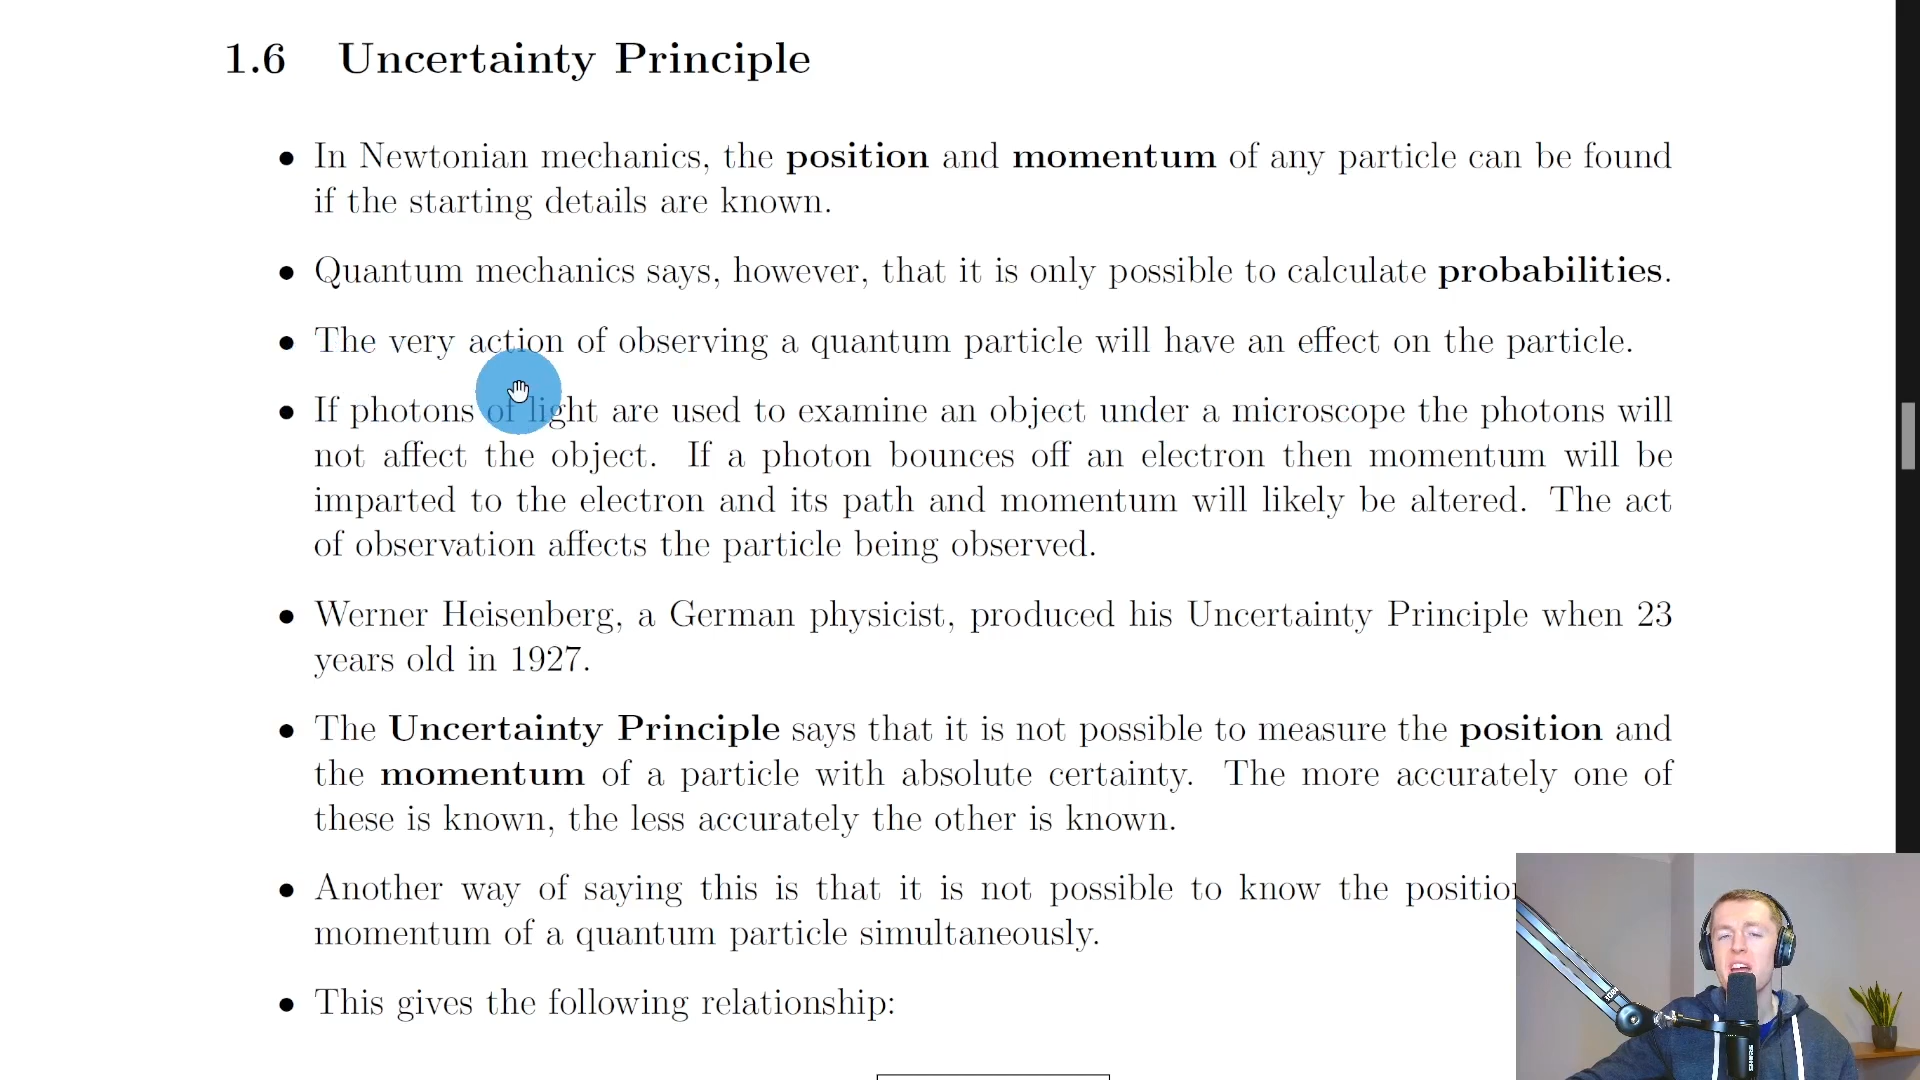 1.6 Uncertainty Principle
• In Newtonian mechanics, the position and momentum of any particle can be found
if the starting details are known.
• Quantum mechanics says, however, that it is only possible to calculate probabilities.
• The very action of observing a quantum particle will have an effect on the particle.
• If photons of light are used to examine an object under a microscope the photons will
not affect the object. If a photon bounces off an electron then momentum will be
imparted to the electron and its path and momentum will likely be altered. The act
of observation affects the particle being observed.
• Werner Heisenberg, a German physicist, produced his Uncertainty Principle when 23
years old in 1927.
• The Uncertainty Principle says that it is not possible to measure the position and
the momentum of a particle with absolute certainty. The more accurately one of
these is known, the less accurately the other is known.
• Another way of saying this is that it is not possible to know the
momentum of a quantum particle simultaneously.
• This gives the following relationship: